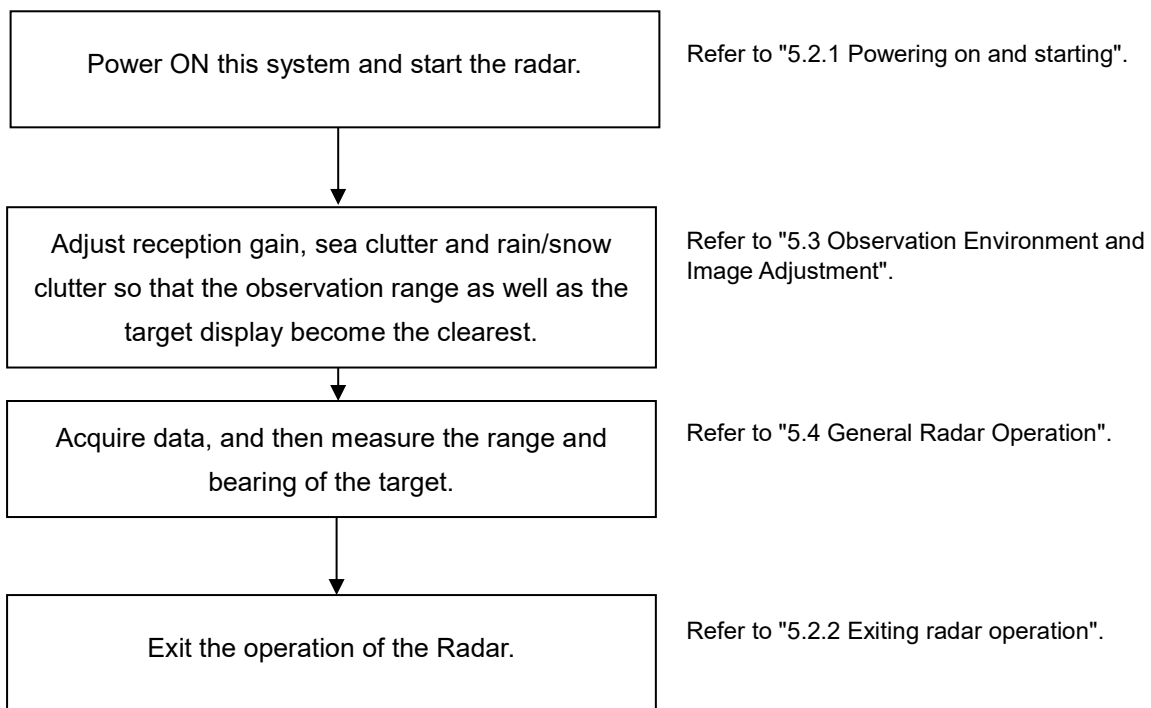 Power ON this system and start the radar.
Refer to "5.2.1 Powering on and starting".
Adjust reception gain, sea clutter and rain/snow
clutter so that the observation range as well as the
target display become the clearest.
Refer to "5.3 Observation Environment and
Image Adjustment".
Acquire data, and then measure the range and
bearing of the target.
Refer to "5.4 General Radar Operation".
Exit the operation of the Radar.
Refer to "5.2.2 Exiting radar operation".